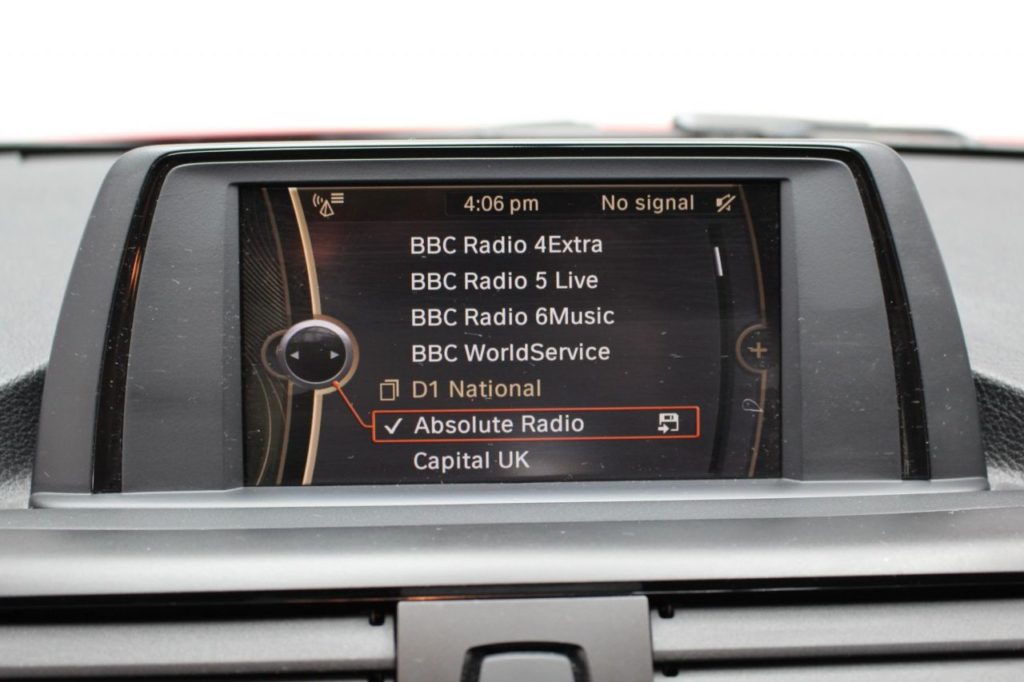 4:06 pm No signal
BBC Radio 4Extra
BBC Radio 5 Live
BBC Radio 6Music
BBC WorldService
D1 National
Absolute Radio
Capital UK